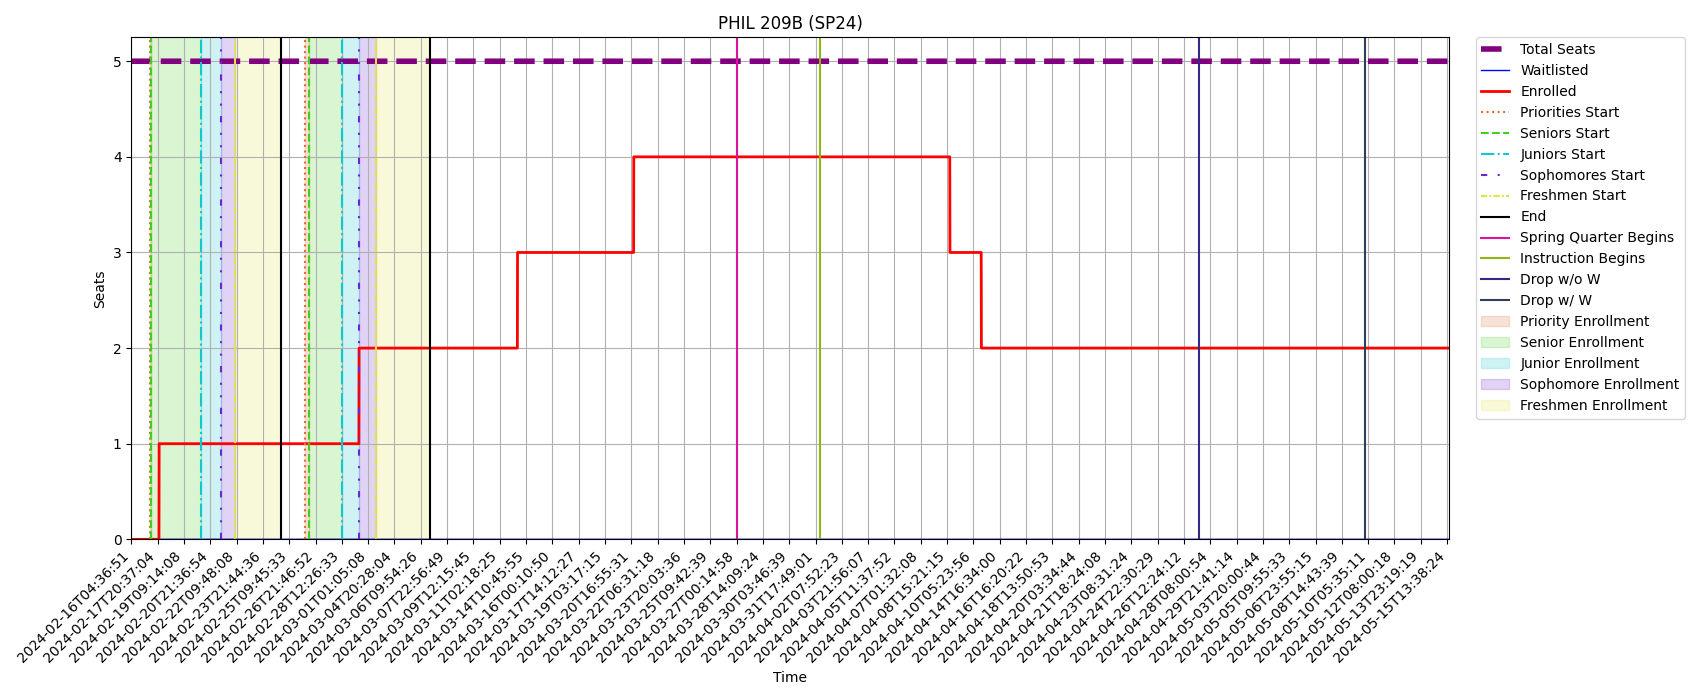 PHIL 209B (SP24)
Seats
5
4
3
2
1
0
2024-02-16T04:36:51
2024-02-17T20:37:04
2024-02-19T09:14:08
2024-02-20T21:36:54
2024-02-22T09:48:08
2024-02-23T21:44:36
2024-02-25T09:45:33
2024-02-26T21:46:52
2024-02-28T12:26:33
2024-03-01T01:05:08
2024-03-04T20:28:04
2024-03-06T09:54:26
2024-03-07T22:56:49
2024-03-09T12:15:45
2024-03-11T02:18:25
2024-03-14T10:45:55
2024-03-16T00:10:50
2024-03-17T14:12:27
2024-03-19T03:17:15
2024-03-20T16:55:31
2024-03-22T06:31:18
2024-03-23T20:03:36
2024-03-25T09:42:39
2024-03-27T00:14:58
2024-03-28T14:09:24
2024-03-30T03:46:39
2024-03-31T17:49:01
2024-04-02T07:52:23
2024-04-03T21:56:07
2024-04-05T11:37:52
2024-04-07T01:32:08
2024-04-08T15:21:15
2024-04-10T05:23:56
2024-04-14T16:34:00
2024-04-16T16:20:22
2024-04-18T13:50:53
2024-04-20T03:34:44
2024-04-21T18:24:08
2024-04-23T08:31:24
2024-04-24T22:30:29
2024-04-26T12:24:12
2024-04-28T08:00:54
2024-04-29T21:41:14
2024-05-03T20:00:44
2024-05-05T09:55:33
2024-05-06T23:55:15
2024-05-08T14:43:39
2024-05-10T05:35:11
2024-05-12T08:00:18
2024-05-13T23:19:19
2024-05-15T13:38:24
Time
Total Seats
Waitlisted
Enrolled
Priorities Start
Seniors Start
Juniors Start
Sophomores Start
Freshmen Start
End
Spring Quarter Begins
Instruction Begins
Drop w/o W
Drop w/ W
Priority Enrollment
Senior Enrollment
Junior Enrollment
Sophomore Enrollment
Freshmen Enrollment